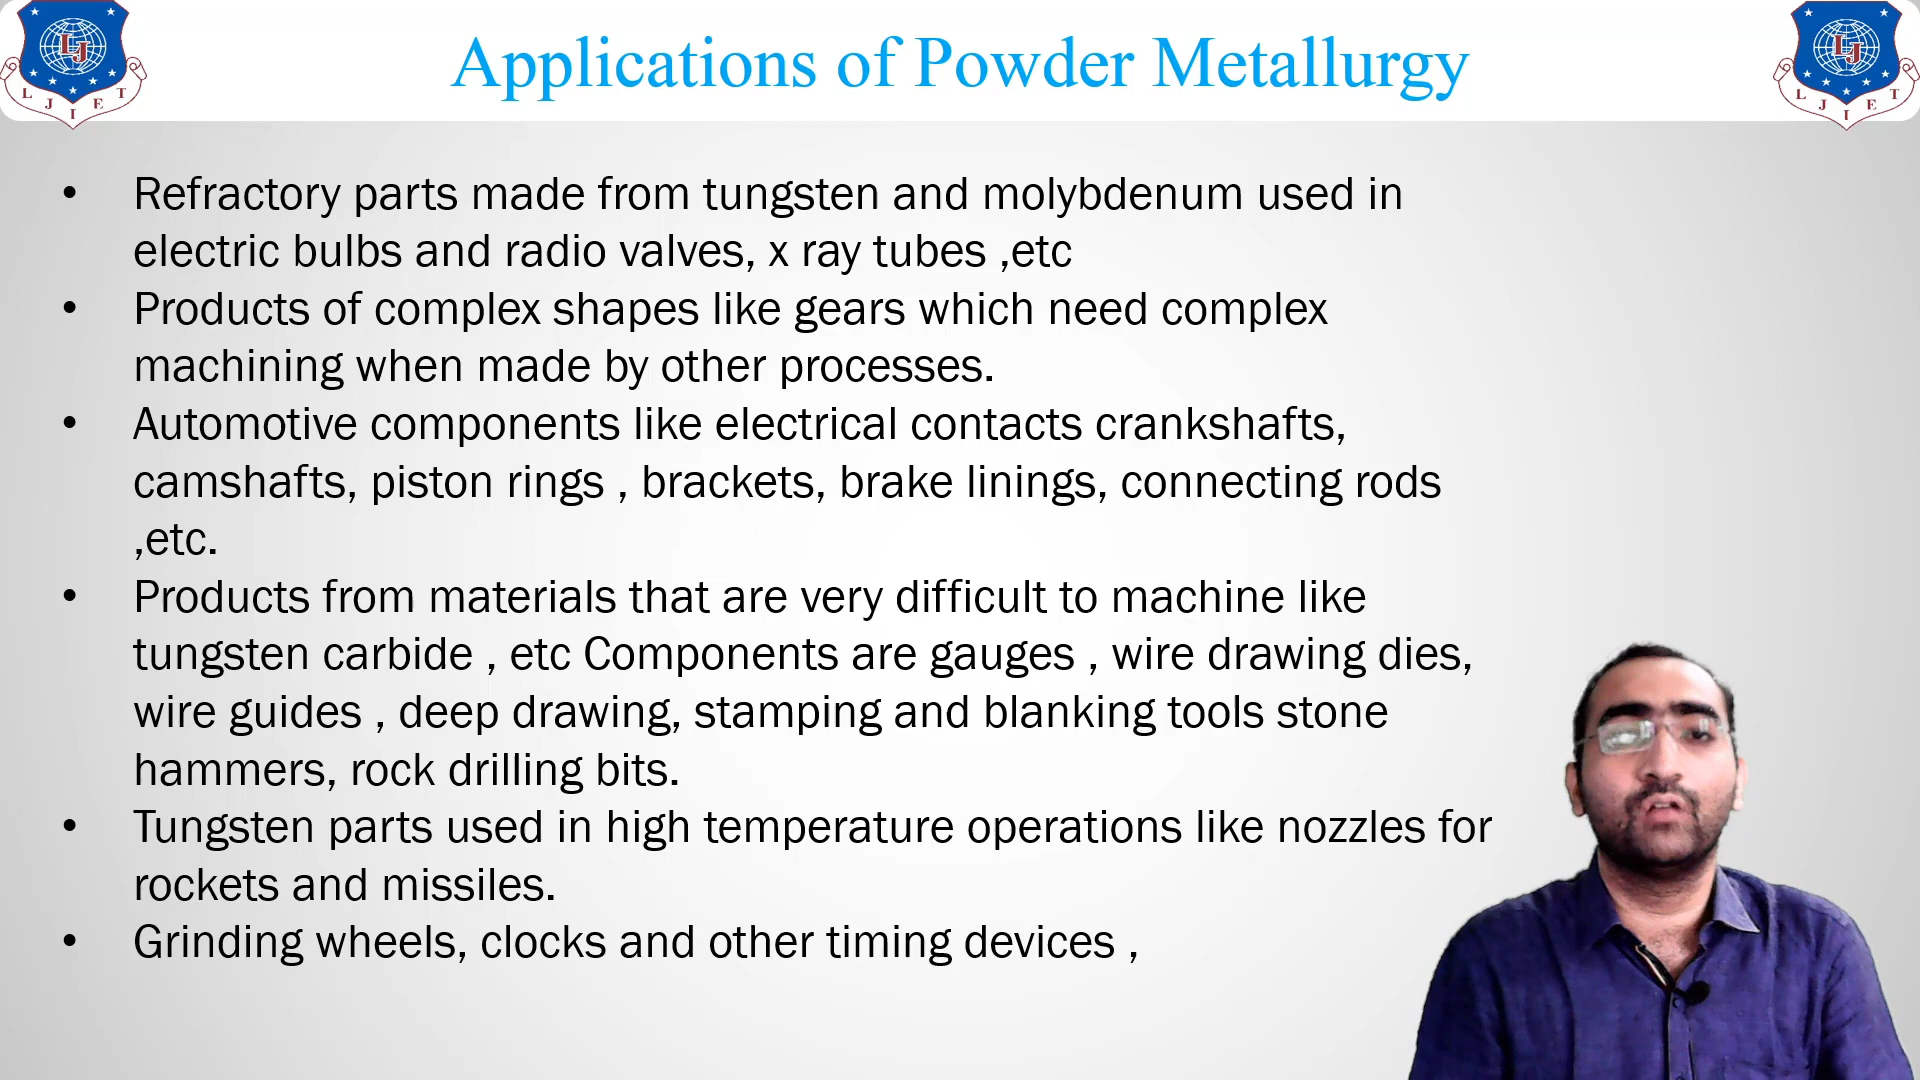 Applications of Powder Metallurgy
LJ
L J I E T
LJ
L J I E T
• Refractory parts made from tungsten and molybdenum used in
electric bulbs and radio valves, x ray tubes ,etc
• Products of complex shapes like gears which need complex
machining when made by other processes.
• Automotive components like electrical contacts crankshafts,
camshafts, piston rings , brackets, brake linings, connecting rods
,etc.
• Products from materials that are very difficult to machine like
tungsten carbide , etc Components are gauges , wire drawing dies,
wire guides , deep drawing, stamping and blanking tools stone
hammers, rock drilling bits.
• Tungsten parts used in high temperature operations like nozzles for
rockets and missiles.
• Grinding wheels, clocks and other timing devices ,